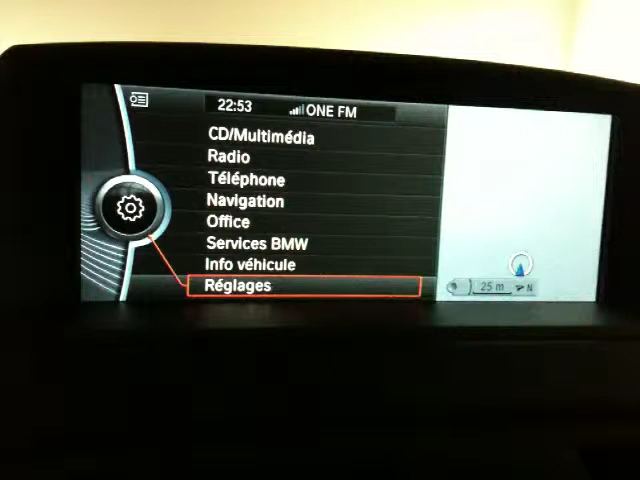 22:53
ONE FM
CD/Multimédia
Radio
Téléphone
Navigation
Office
Services BMW
Info véhicule
Réglages
25 m
N